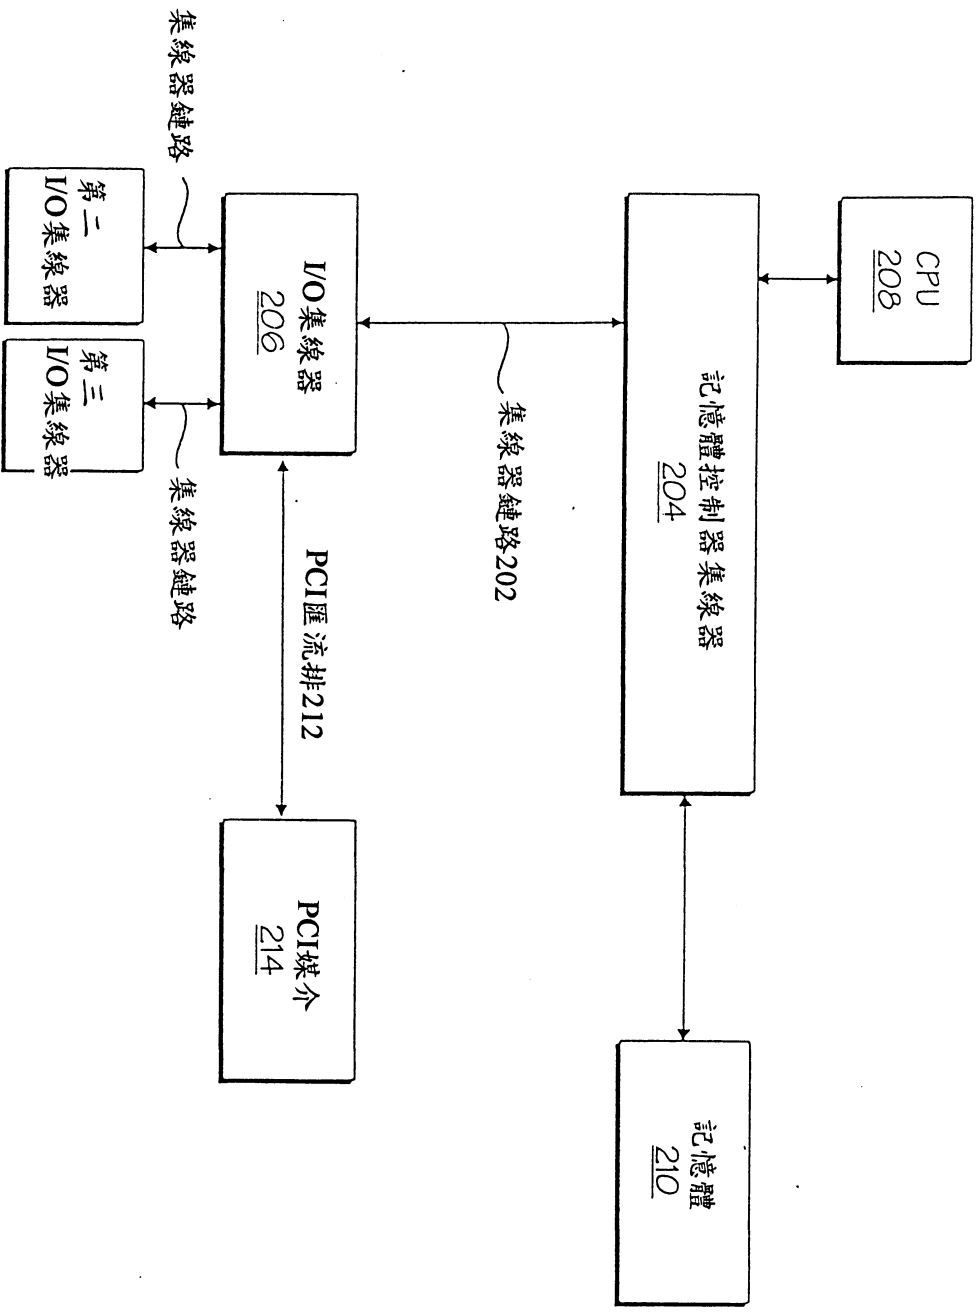 CPU
208
記憶體控制器集線器
204
記憶體
210
集線器鏈路202
I/O集線器
206
PCI匯流排212
PCI媒介
214
集線器鏈路
集線器鏈路
第二
I/O集線器
第三
I/O集線器